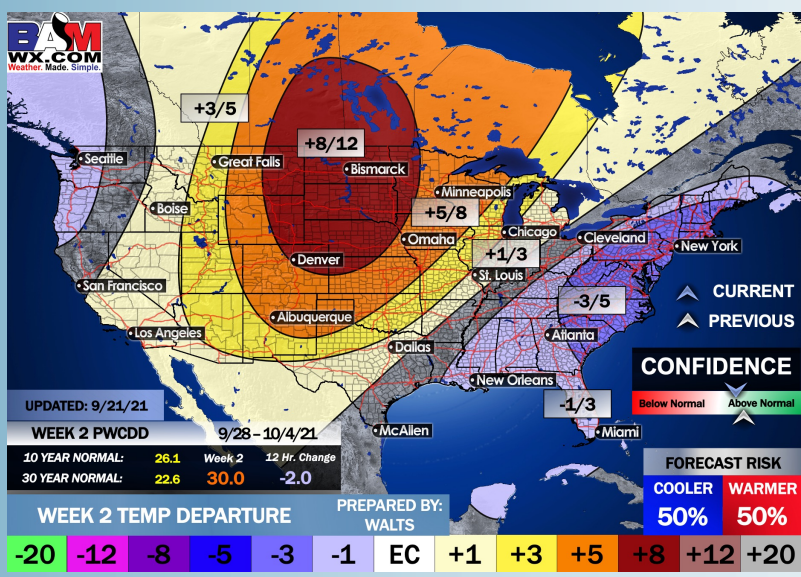 BAM
WX.COM
Weather. Made. Simple.
+3/5
+8/12
Seattle
Great Falls
Bismarck
Minneapolis
Boise
+5/8
Omaha
Chicago
Cleveland
New York
+1/3
Denver
St. Louis
San Francisco
-3/5
CURRENT
PREVIOUS
Albuquerque
Los Angeles
Dallas
Atlanta
New Orleans
-1/3
McAllen
Miami
CONFIDENCE
Below Normal Above Normal
UPDATED: 9/21/21
WEEK 2 PWCDD 9/28 – 10/4/21
10 YEAR NORMAL: 26.1 Week 2 12 Hr. Change
30 YEAR NORMAL: 22.6 30.0 -2.0
FORECAST RISK
COOLER WARMER
50% 50%
WEEK 2 TEMP DEPARTURE
PREPARED BY:
WALTS
-20 -12 -8 -5 -3 -1 EC +1 +3 +5 +8 +12 +20